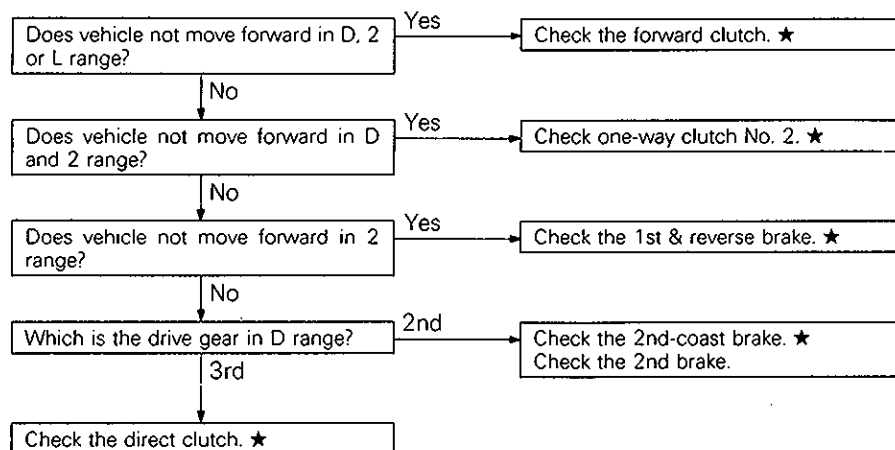 Does vehicle not move forward in D, 2
or L range?
Yes
Check the forward clutch. ★
No
Does vehicle not move forward in D
and 2 range?
Yes
Check one-way clutch No. 2. ★
No
Does vehicle not move forward in 2
range?
Yes
Check the 1st & reverse brake. ★
No
Which is the drive gear in D range?
2nd
Check the 2nd-coast brake. ★
Check the 2nd brake.
3rd
Check the direct clutch. ★